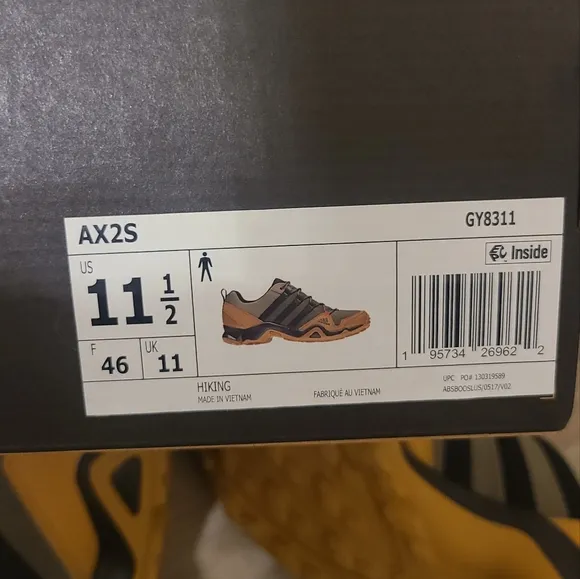 AX2S
GY8311
US
11 1/2
F
46
UK
11
Inside
1 95734 26962 2
HIKING
MADE IN VIETNAM
FABRIQUÉ AU VIETNAM
UPC PO# 130319589
ABSBOOSLUS/0517/V02